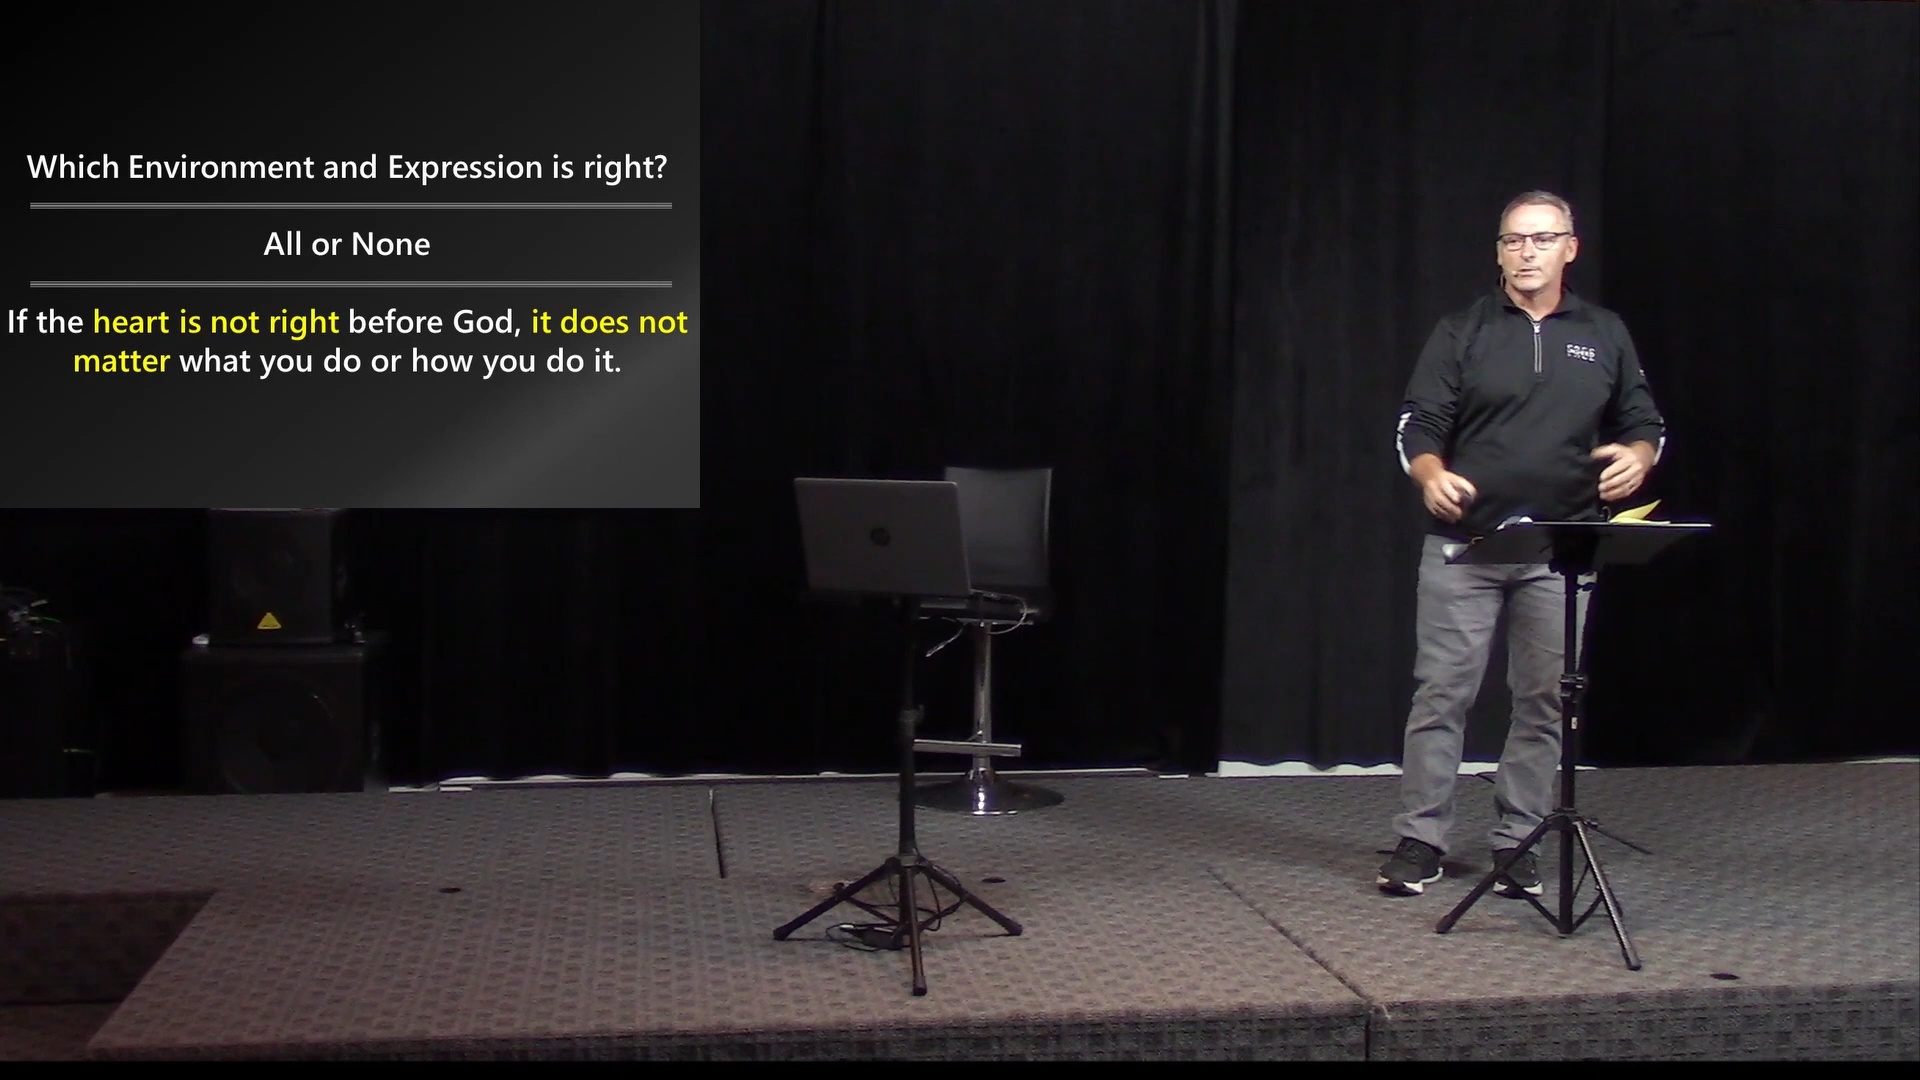 Which Environment and Expression is right?
All or None
If the heart is not right before God, it does not
matter what you do or how you do it.